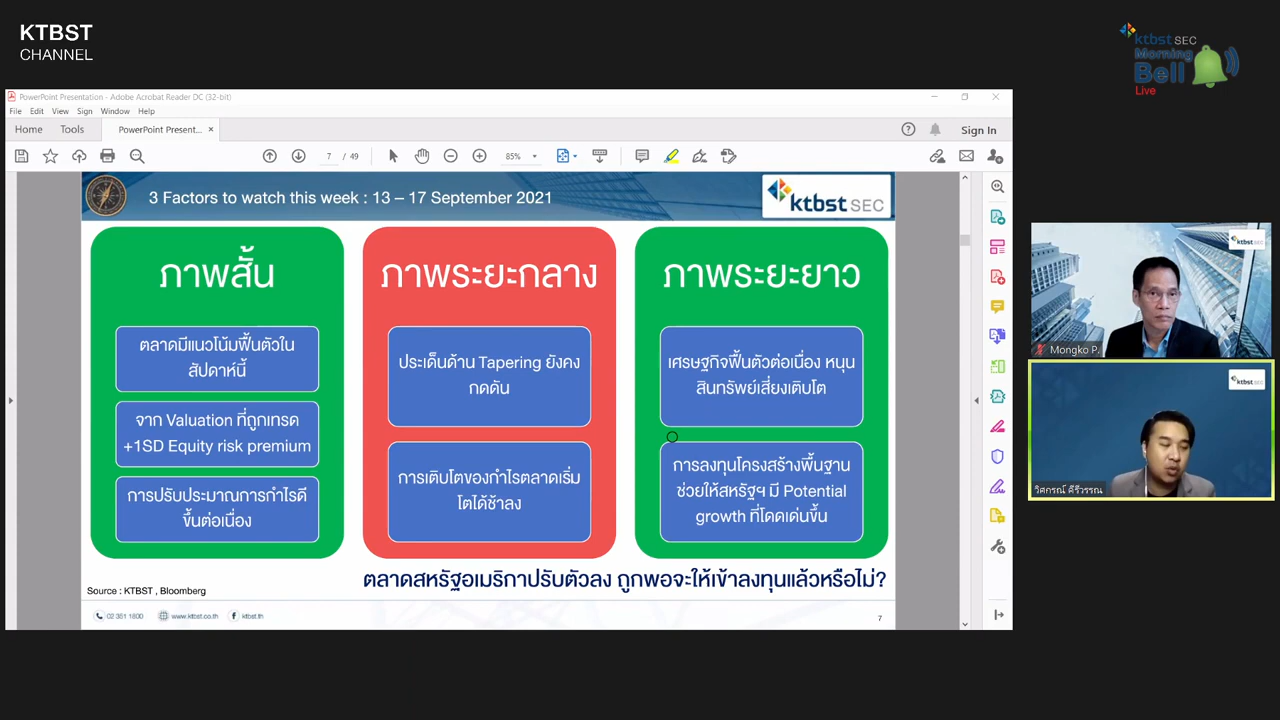 KTBST
CHANNEL
ktbst SEC
Morning
Bell
Live
PowerPoint Presentation - Adobe Acrobat Reader DC (32-bit)
File Edit View Sign Window Help
Home Tools PowerPoint Present... × Sign In
7 / 49 85%
3 Factors to watch this week : 13 – 17 September 2021
ktbst SEC
ภาพสั้น
ตลาดมีแนวโน้มฟื้นตัวใน
สัปดาห์นี้
จาก Valuation ที่ถูกเทรด
+1SD Equity risk premium
การปรับประมาณการกำไรดี
ขึ้นต่อเนื่อง
ภาพระยะกลาง
ประเด็นด้าน Tapering ยังคง
กดดัน
การเติบโตของกำไรตลาดเริ่ม
โตได้ช้าลง
ภาพระยะยาว
เศรษฐกิจฟื้นตัวต่อเนื่อง หนุน
สินทรัพย์เสี่ยงเติบโต
การลงทุนโครงสร้างพื้นฐาน
ช่วยให้สหรัฐฯ มี Potential
growth ที่โดดเด่นขึ้น
ตลาดสหรัฐอเมริกาปรับตัวลง ถูกพอจะให้เข้าลงทุนแล้วหรือไม่?
Source : KTBST , Bloomberg
02 351 1800 www.ktbst.co.th ktbst.th
7
ktbst SEC
Mongko P.
ktbst SEC
วิศกรณ์ คีรีวรรณ